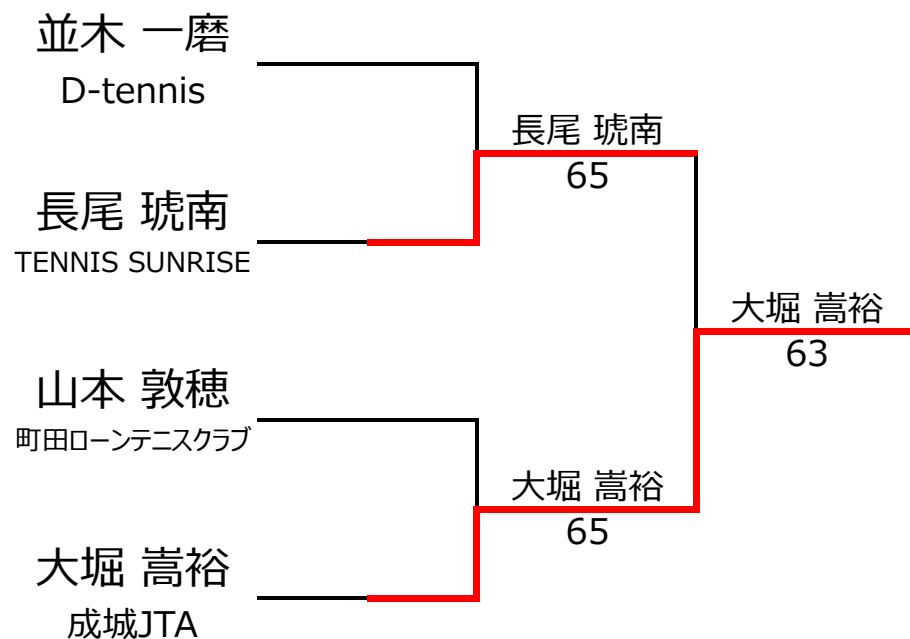 並木 一磨
D-tennis
長尾 琥南
65
長尾 琥南
TENNIS SUNRISE
大堀 嵩裕
63
山本 敦穂
町田ローンテニスクラブ
大堀 嵩裕
65
大堀 嵩裕
成城JTA